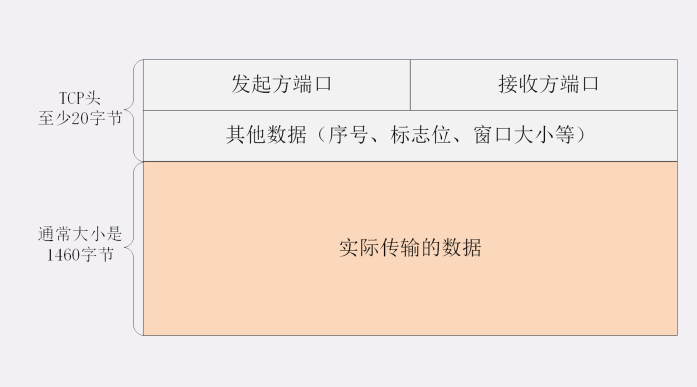 发起方端口
接收方端口
TCP头
至少20字节
其他数据（序号、标志位、窗口大小等）
通常大小是
1460字节
实际传输的数据